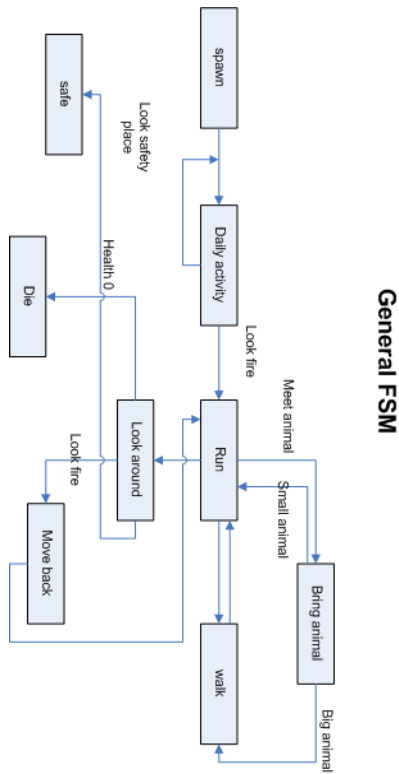 General FSM
Meet animal
Small animal
Bring animal
Big animal
spawn
Daily activity
Look fire
Run
walk
Look safety
place
Health 0
Look around
Look fire
Move back
safe
Die